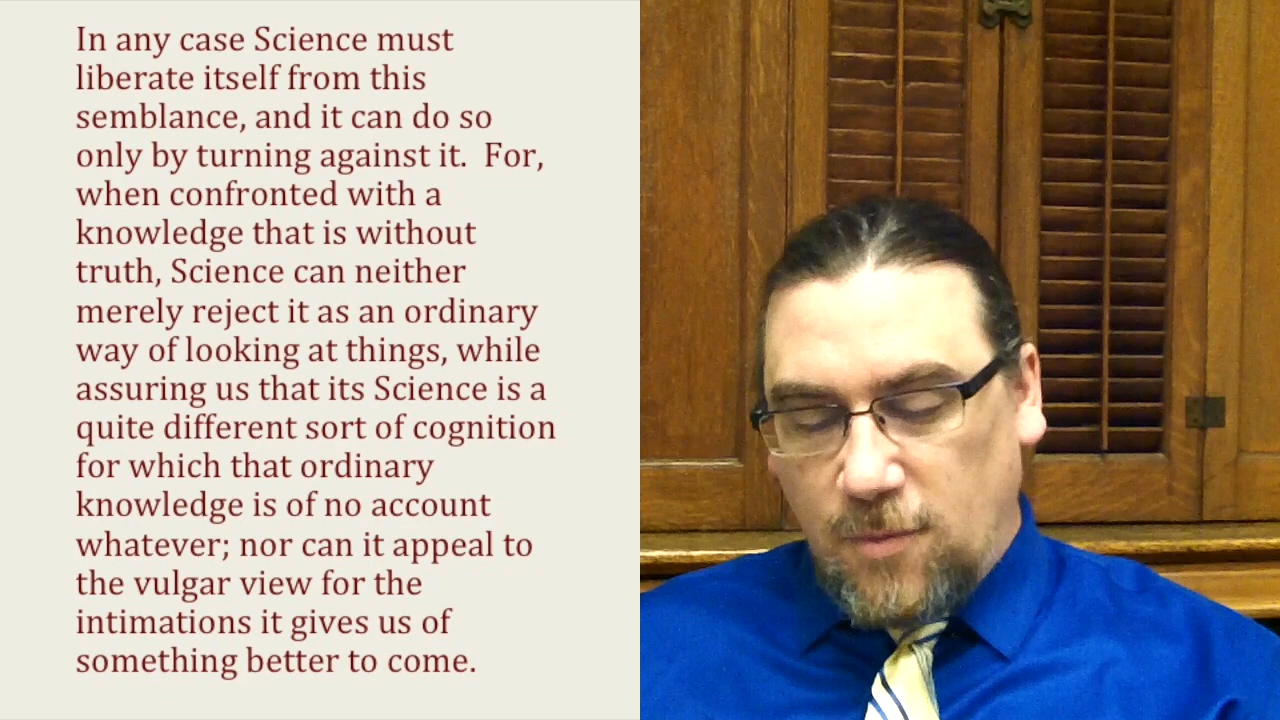 In any case Science must
liberate itself from this
semblance, and it can do so
only by turning against it.  For,
when confronted with a
knowledge that is without
truth, Science can neither
merely reject it as an ordinary
way of looking at things, while
assuring us that its Science is a
quite different sort of cognition
for which that ordinary
knowledge is of no account
whatever; nor can it appeal to
the vulgar view for the
intimations it gives us of
something better to come.